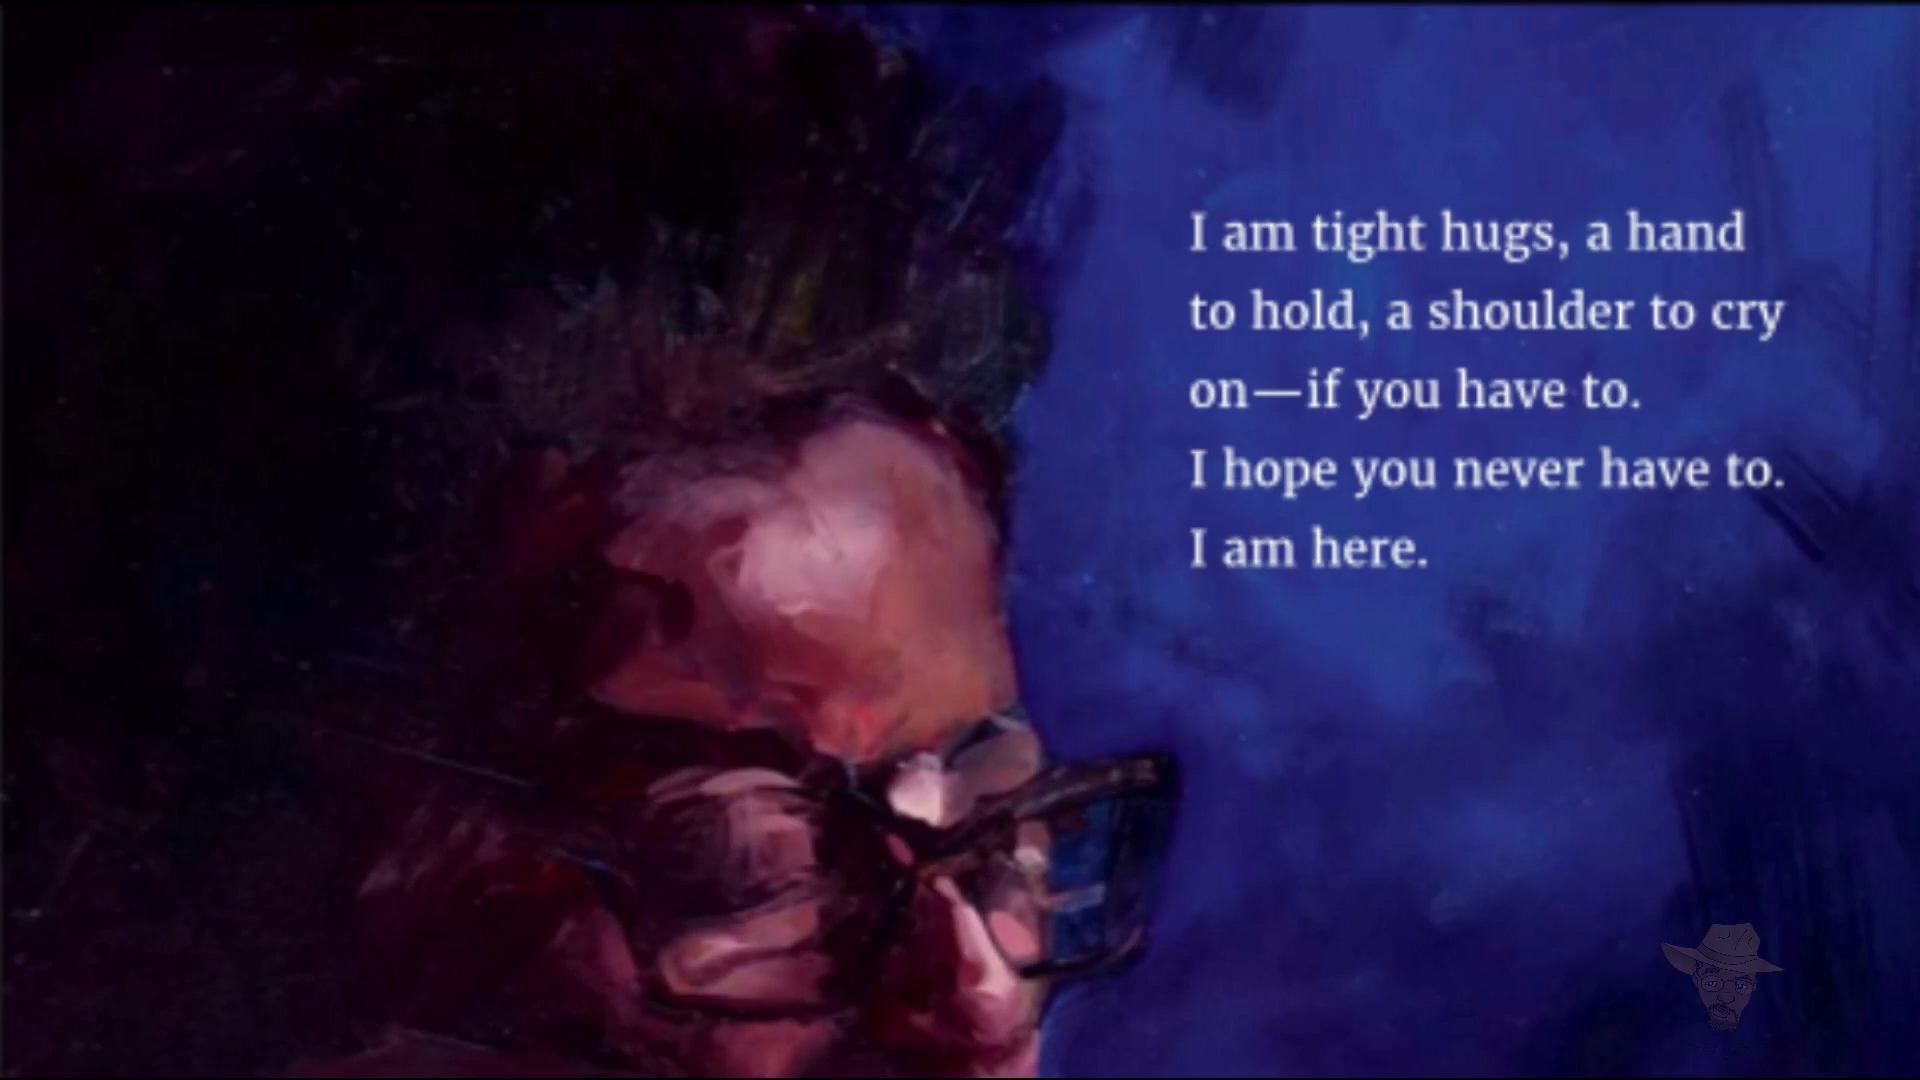 I am tight hugs, a hand
to hold, a shoulder to cry
on—if you have to.
I hope you never have to.
I am here.